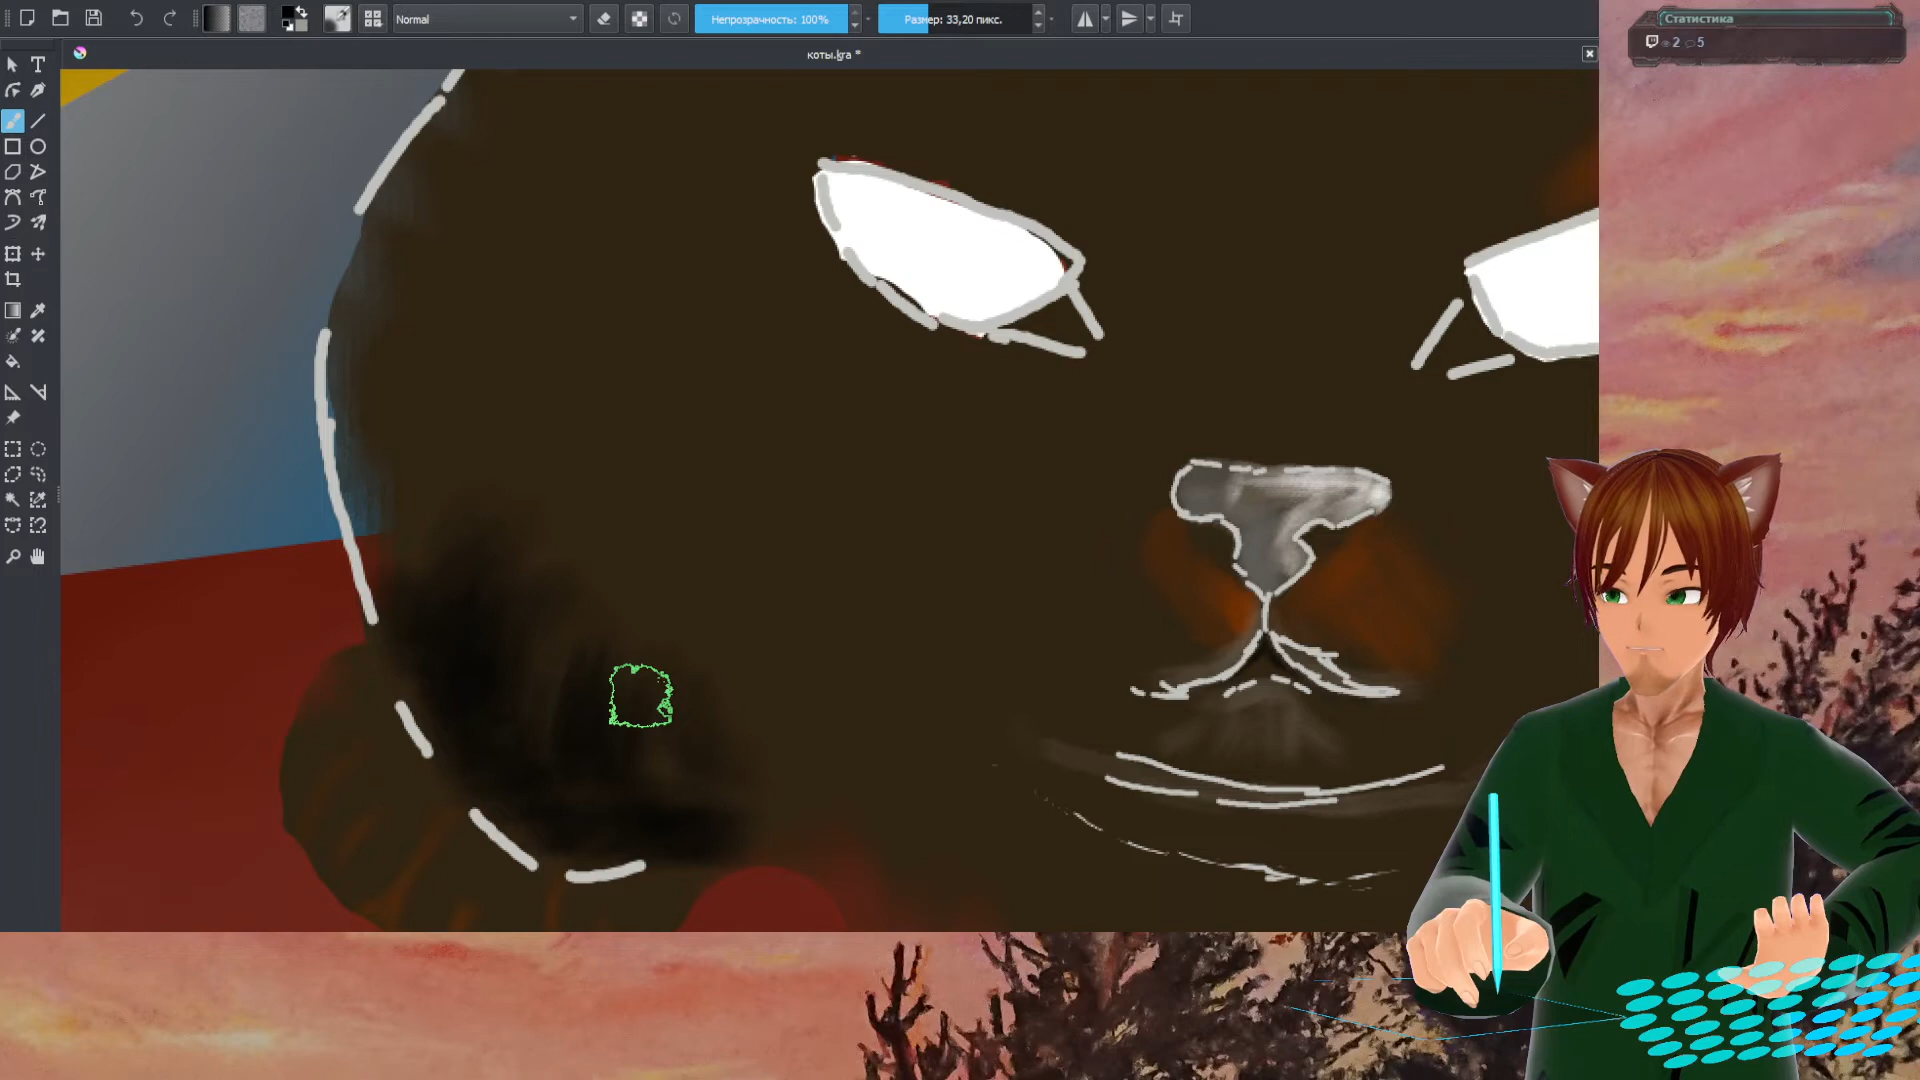 Normal
Непрозрачность: 100%
Размер: 33,20 пикс.
коты.kra *
Статистика
2 5